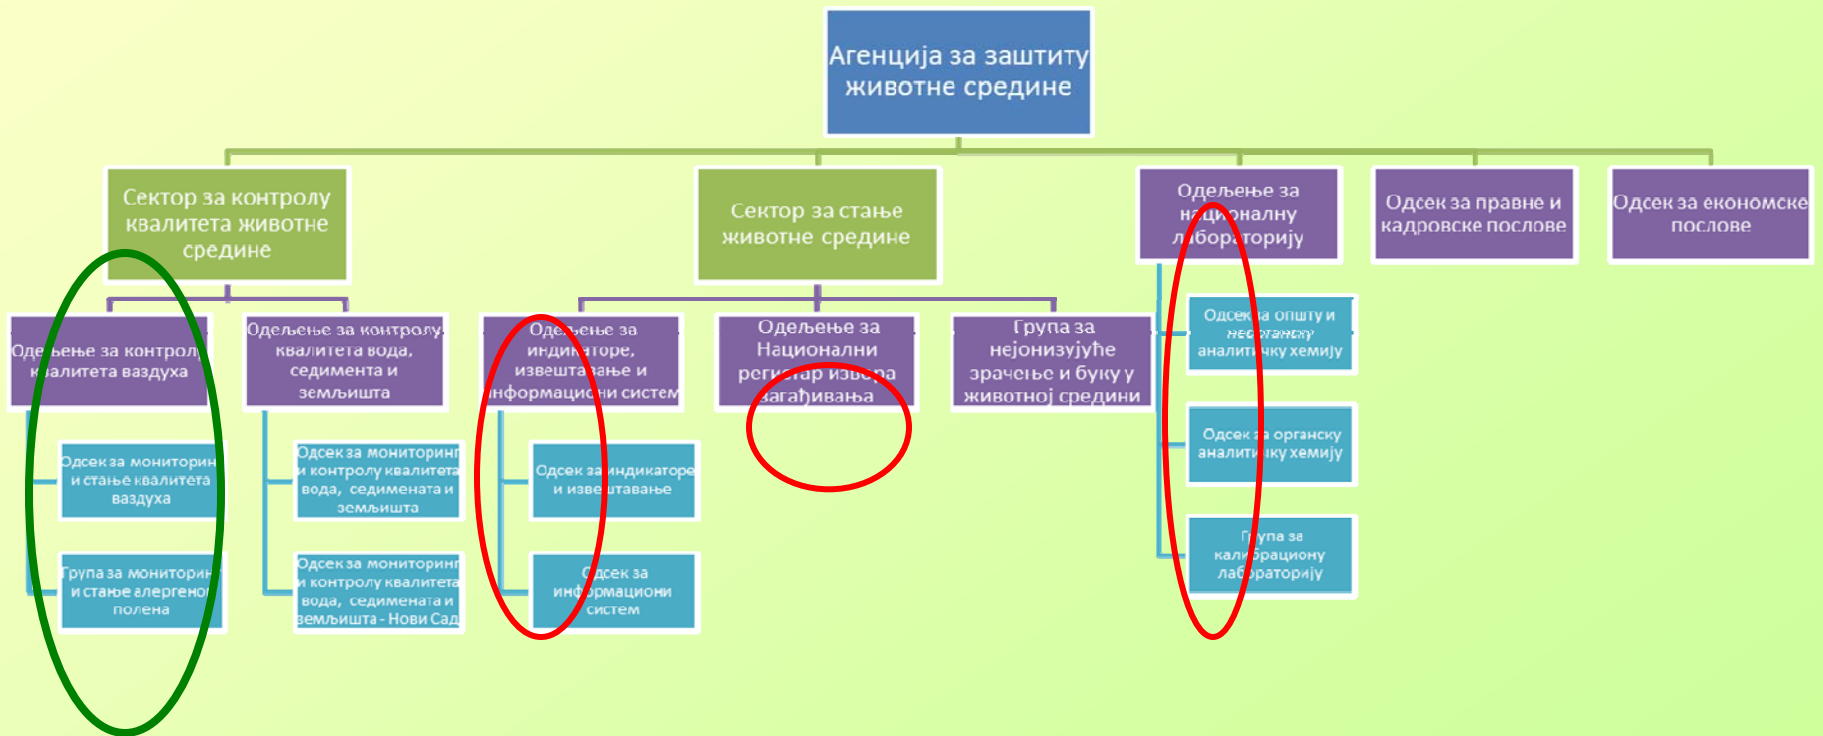 Агенција за заштиту
животне средине
Сектор за контролу
квалитета животне
средине
Сектор за стање
животне средине
Одељење за
националну
лабораторију
Одсек за правне и
кадровске послове
Одсек за економске
послове
Одељење за контролу
квалитета ваздуха
Одељење за контролу
квалитета вода,
седимента и
земљишта
Одељење за
индикаторе,
извештавање и
информациони систем
Одељење за
Национални
регистар извора
загађивања
Група за
нејонизујуће
зрачење и буку у
животној средини
Одсек за општу и
неорганску
аналитичку хемију
Одсек за органску
аналитичку хемију
Група за
калибрациону
лабораторију
Одсек за мониторинг
и стање квалитета
ваздуха
Група за мониторинг
и стање алергеног
полена
Одсек за мониторинг
и контролу квалитета
вода, седимената и
земљишта
Одсек за мониторинг
и контролу квалитета
вода, седимената и
земљишта - Нови Сад
Одсек за индикаторе
и извештавање
Одсек за
информациони
систем